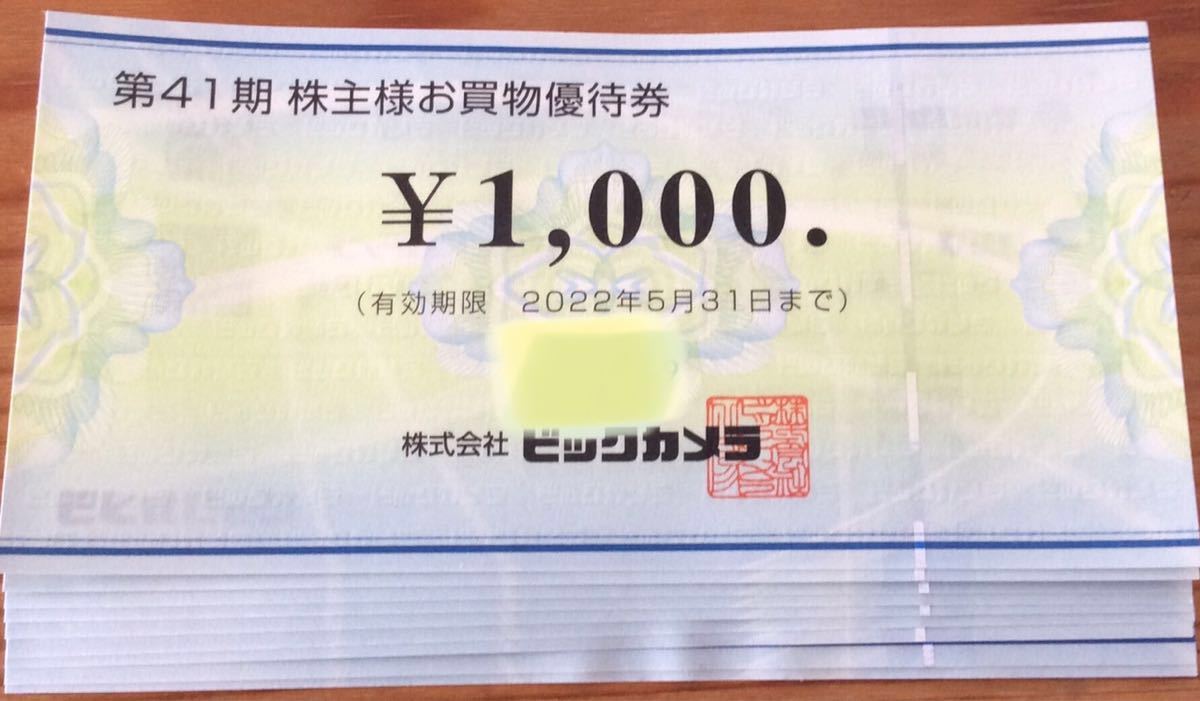 第41期 株主様お買物優待券
¥1,000.
(有効期限　2022年5月31日まで)
株式会社 ビックカメラ